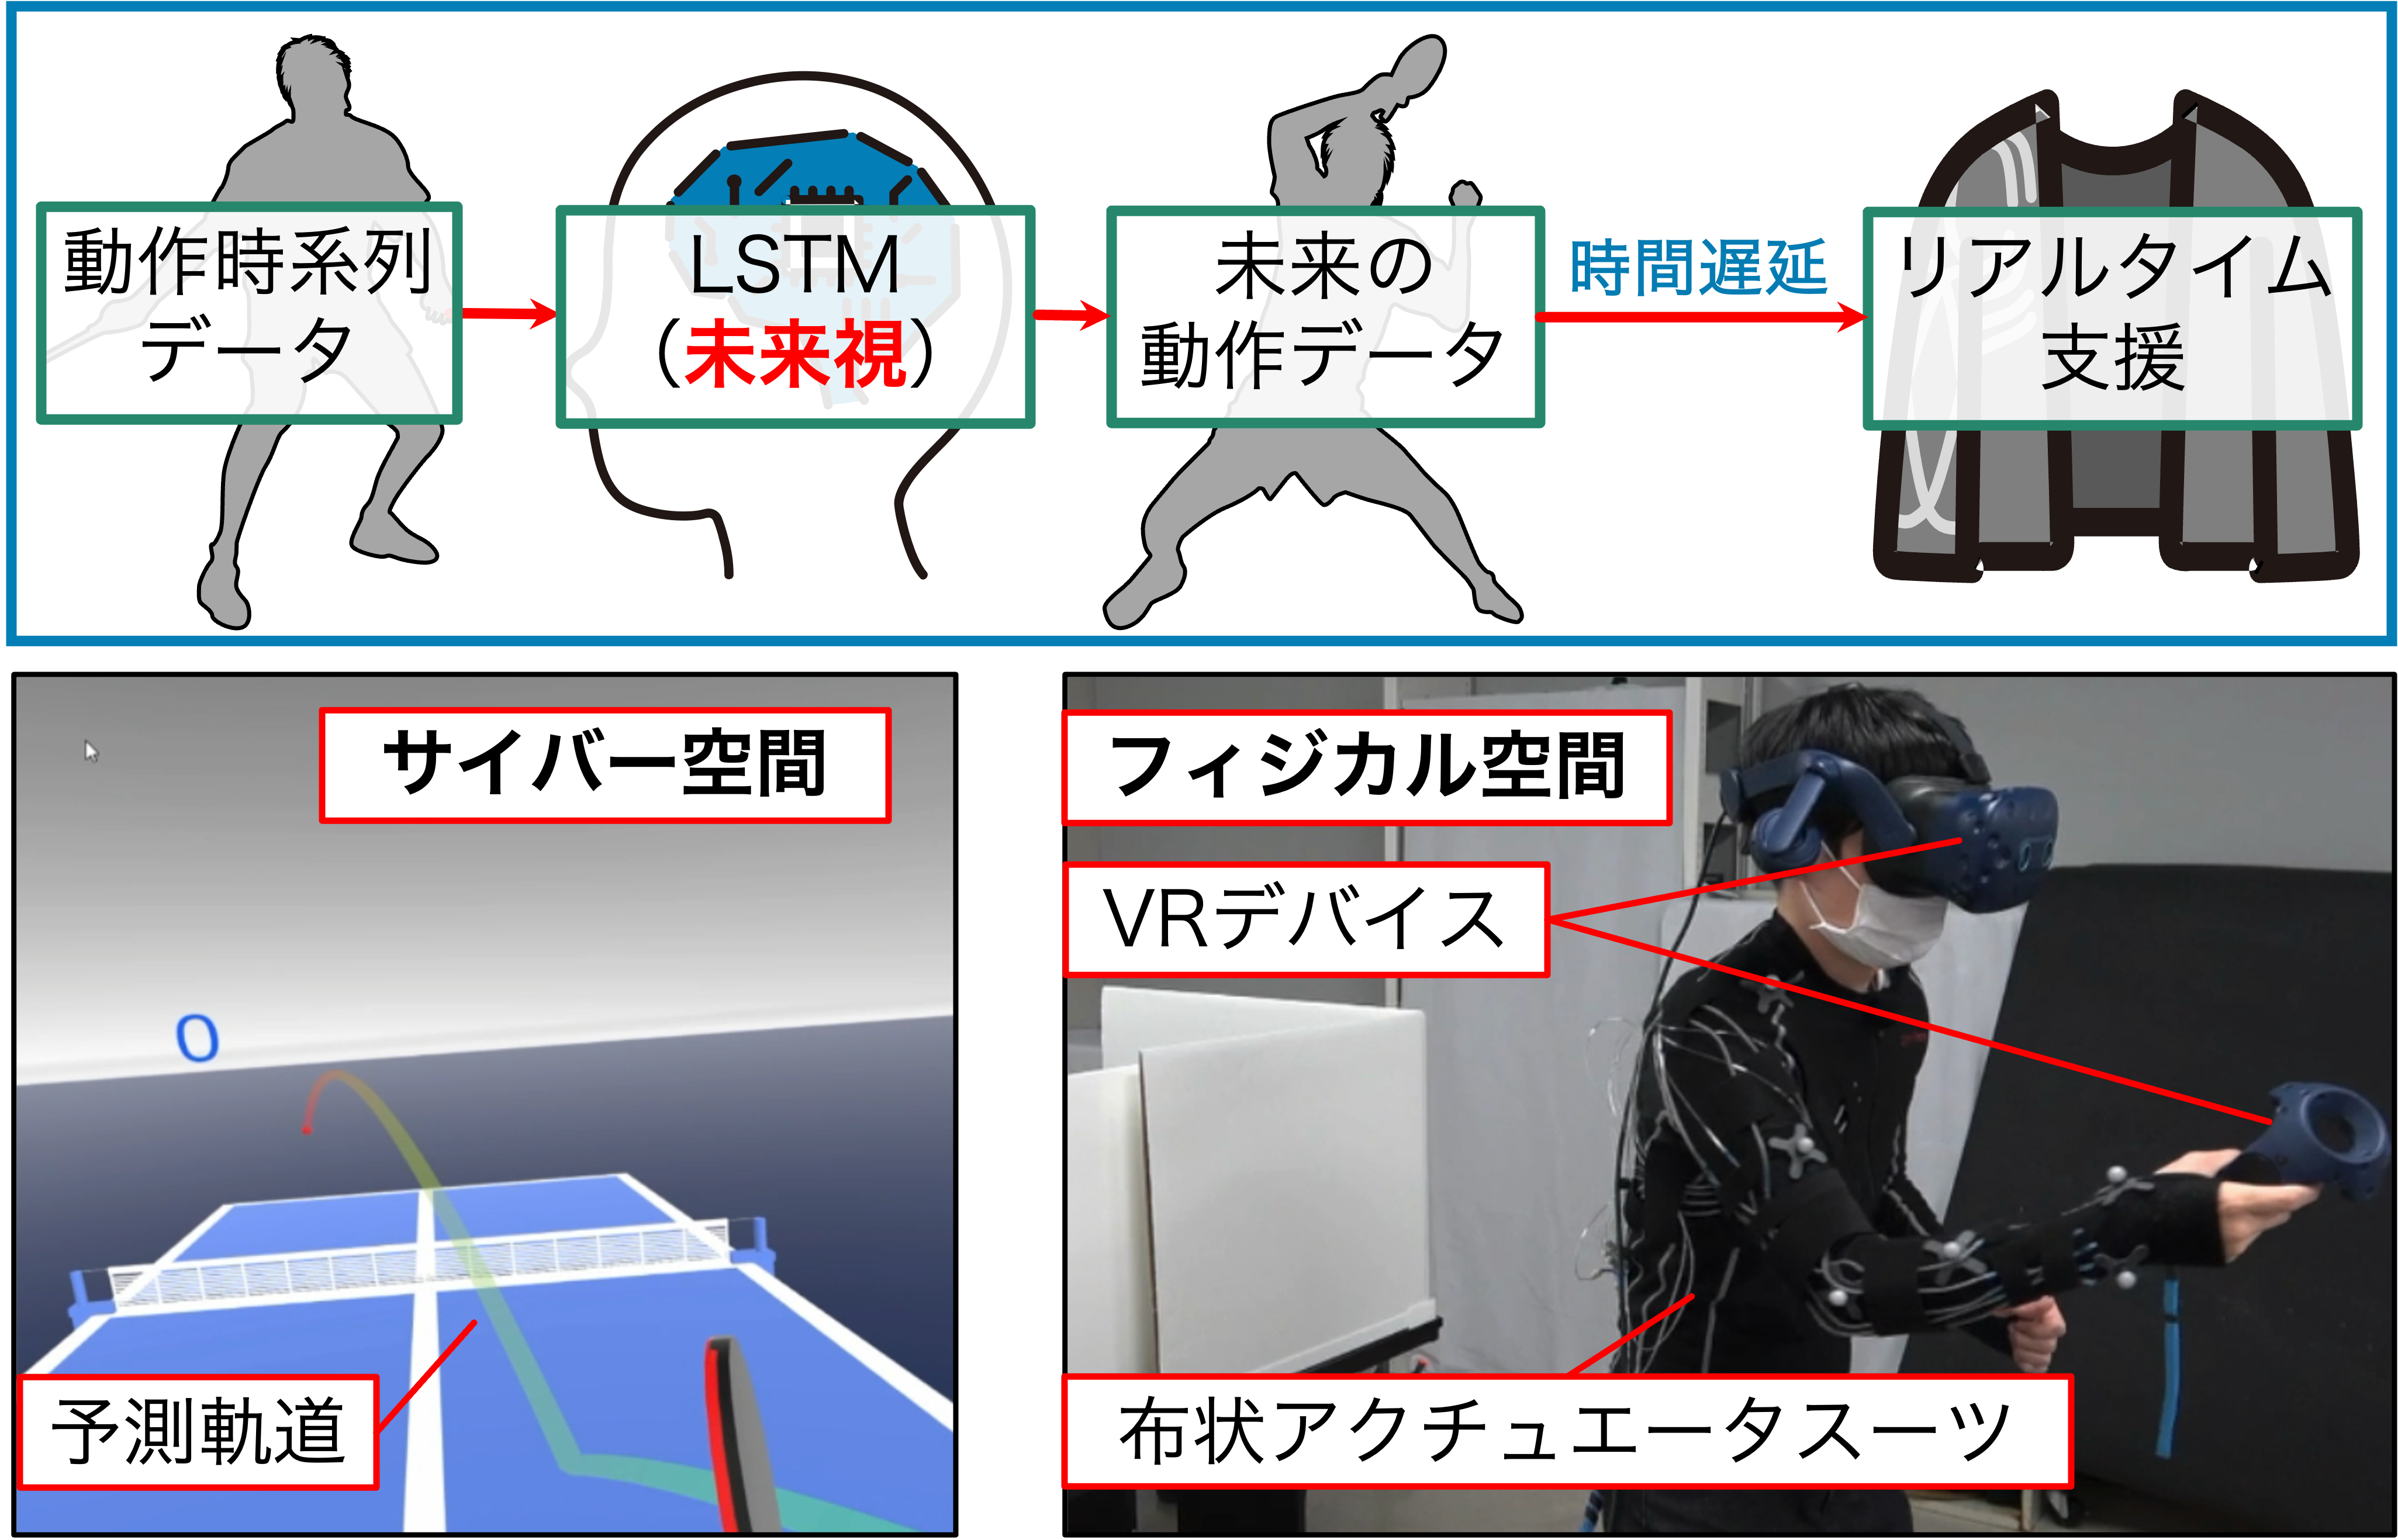 動作時系列
データ
LSTM
（未来視）
未来の
動作データ
時間遅延
リアルタイム
支援
サイバー空間
0
予測軌道
フィジカル空間
VRデバイス
布状アクチュエータスーツ